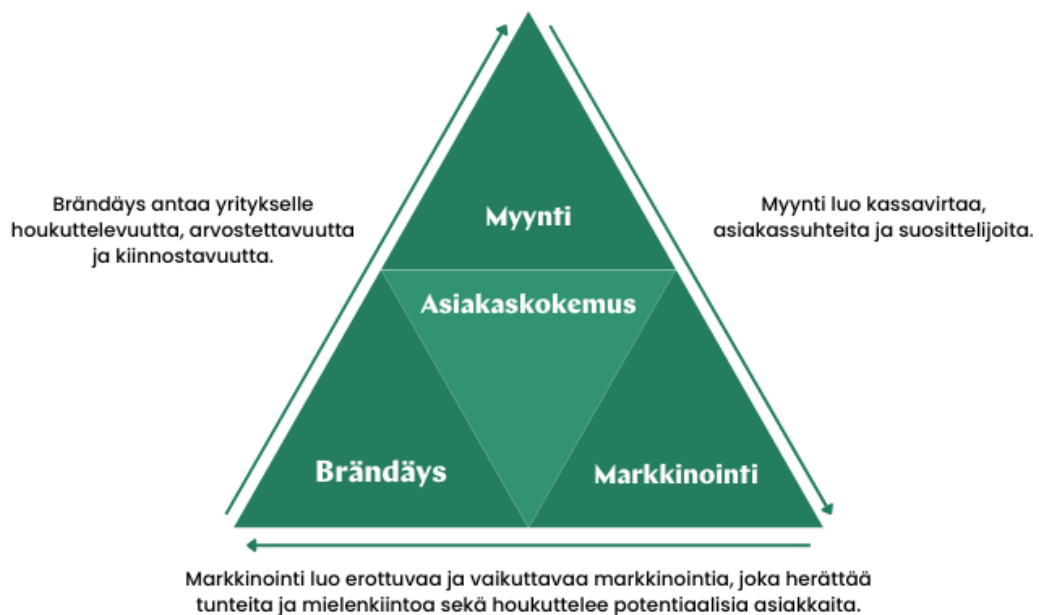 Brändäys antaa yritykselle
houkuttelevuutta, arvostettavuutta
ja kiinnostavuutta.
Myynti
Myynti luo kassavirtaa,
asiakassuhteita ja suosittelijoita.
Asiakaskokemus
Brändäys
Markkinointi
Markkinointi luo erottuvaa ja vaikuttavaa markkinointia, joka herättää
tunteita ja mielenkiintoa sekä houkuttelee potentiaalisia asiakkaita.